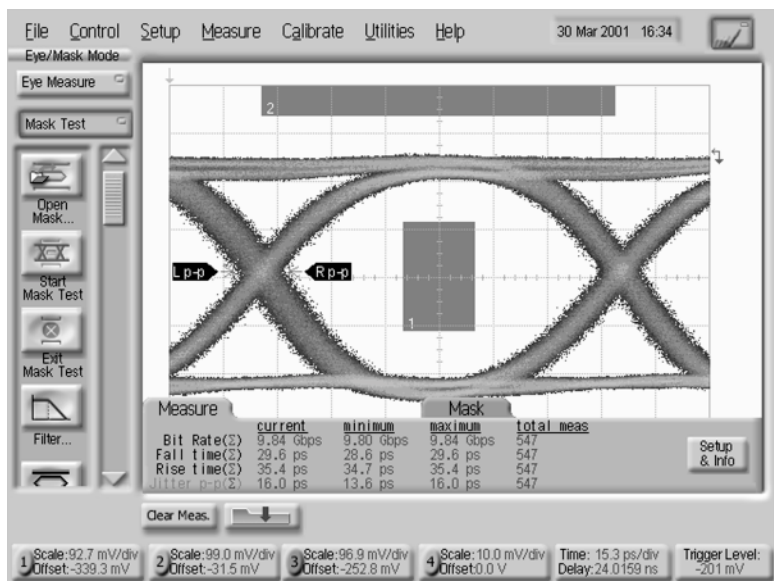 File Control Setup Measure Calibrate Utilities Help 30 Mar 2001 16:34
Eye/Mask Mode
Eye Measure
Mask Test
Open
Mask...
Start
Mask Test
Exit
Mask Test
Filter...
2
L p-p
R p-p
1
Measure Mask
current minimum maximum total meas
Bit Rate(Σ) 9.84 Gbps 9.80 Gbps 9.84 Gbps 547
Fall time(Σ) 29.6 ps 28.6 ps 29.6 ps 547
Rise time(Σ) 35.4 ps 34.7 ps 35.4 ps 547
Jitter p-p(Σ) 16.0 ps 13.6 ps 16.0 ps 547
Setup
& Info
Clear Meas.
1 Scale:92.7 mV/div
Offset:-339.3 mV
2 Scale:99.0 mV/div
Offset:-31.5 mV
3 Scale:96.9 mV/div
Offset:-252.8 mV
4 Scale:10.0 mV/div
Offset:0.0 V
Time: 15.3 ps/div
Delay:24.0159 ns
Trigger Level:
-201 mV